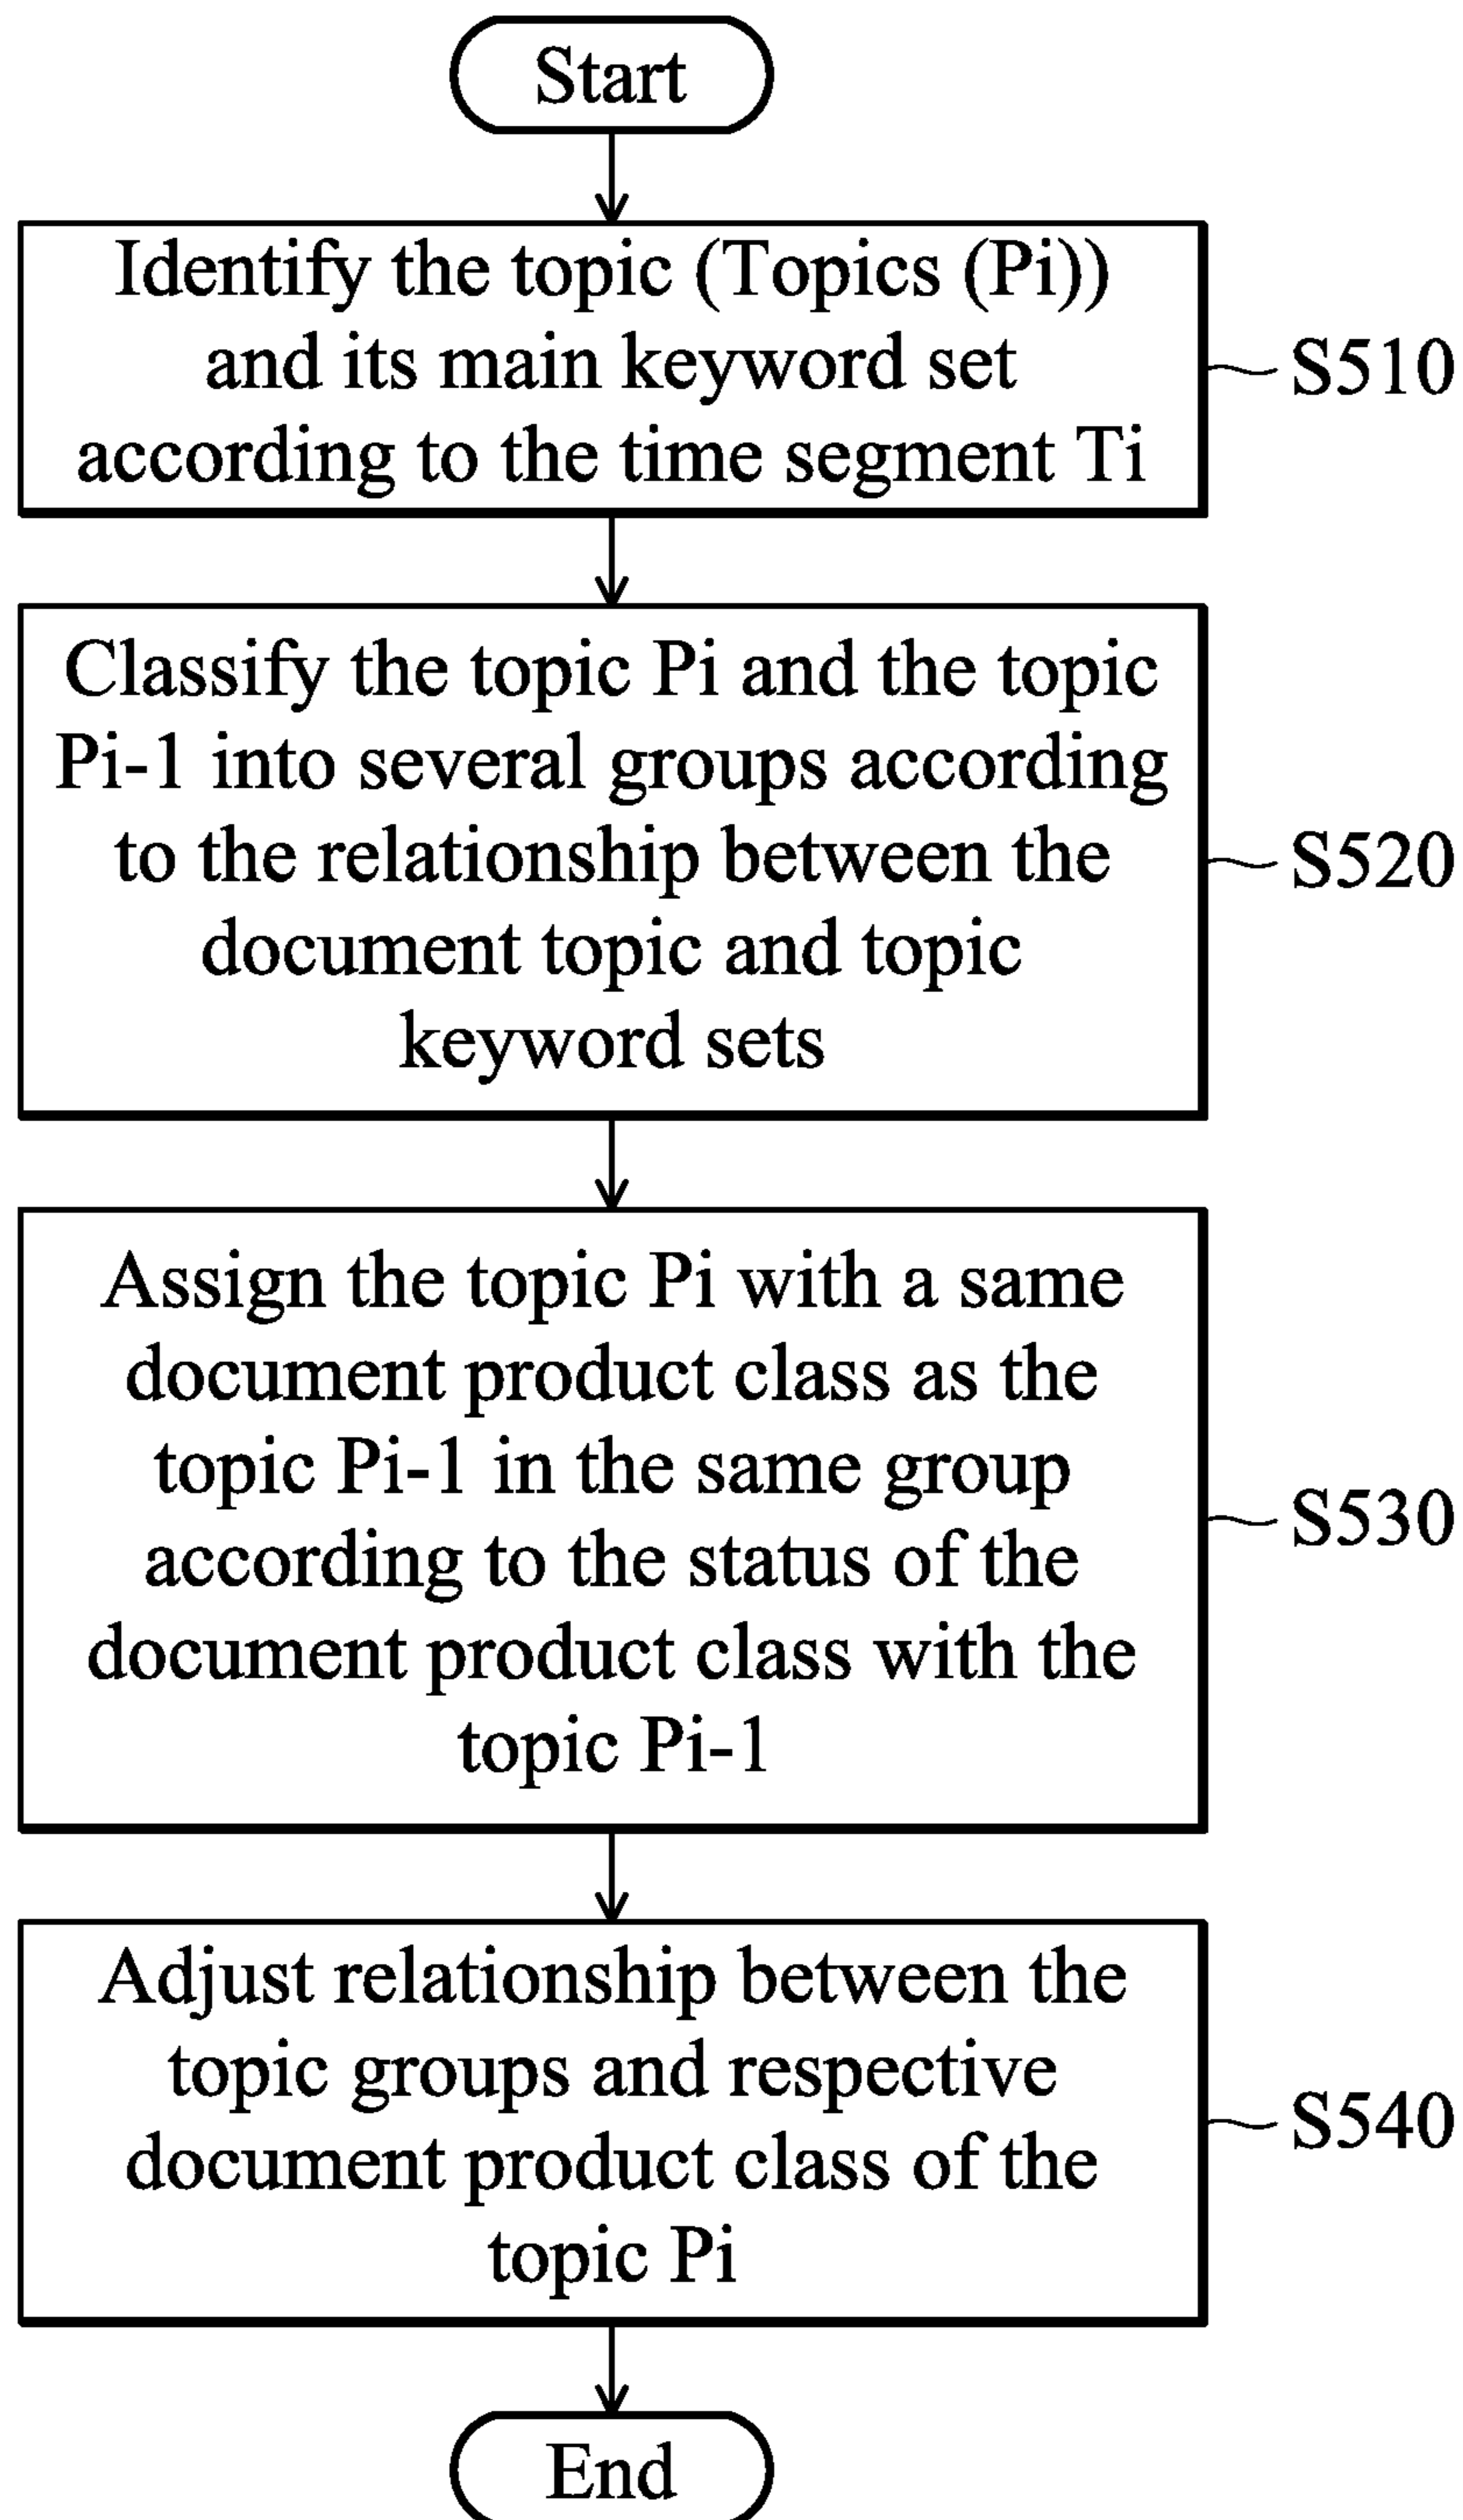 Start
Identify the topic (Topics (Pi))
and its main keyword set
according to the time segment Ti
S510
Classify the topic Pi and the topic
Pi-1 into several groups according
to the relationship between the
document topic and topic
keyword sets
S520
Assign the topic Pi with a same
document product class as the
topic Pi-1 in the same group
according to the status of the
document product class with the
topic Pi-1
S530
Adjust relationship between the
topic groups and respective
document product class of the
topic Pi
S540
End